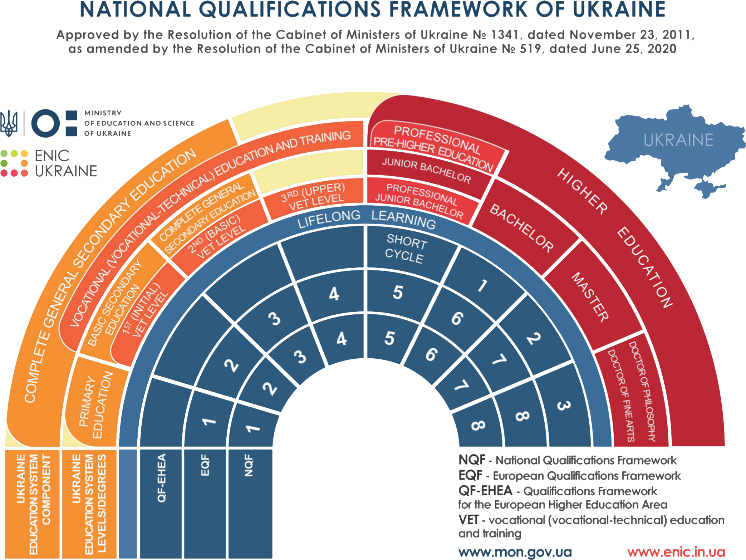 NATIONAL QUALIFICATIONS FRAMEWORK OF UKRAINE
Approved by the Resolution of the Cabinet of Ministers of Ukraine № 1341, dated November 23, 2011,
as amended by the Resolution of the Cabinet of Ministers of Ukraine № 519, dated June 25, 2020
MINISTRY
OF EDUCATION AND SCIENCE
OF UKRAINE
ENIC
UKRAINE
UKRAINE
COMPLETE GENERAL SECONDARY EDUCATION
VOCATIONAL (VOCATIONAL-TECHNICAL) EDUCATION AND TRAINING
PROFESSIONAL
PRE-HIGHER EDUCATION
HIGHER EDUCATION
PRIMARY
EDUCATION
BASIC SECONDARY
EDUCATION
1ST (INITIAL)
VET LEVEL
COMPLETE GENERAL
SECONDARY EDUCATION
2ND (BASIC)
VET LEVEL
3RD (UPPER)
VET LEVEL
JUNIOR BACHELOR
PROFESSIONAL
JUNIOR BACHELOR
BACHELOR
MASTER
DOCTOR OF PHILOSOPHY
DOCTOR OF FINE ARTS
LIFELONG LEARNING
SHORT
CYCLE
1
2
3
1
2
3
4
5
6
7
8
1
2
3
4
5
6
7
8
UKRAINE
EDUCATION SYSTEM
COMPONENT
UKRAINE
EDUCATION SYSTEM
LEVELS/DEGREES
QF-EHEA
EQF
NQF
NQF - National Qualifications Framework
EQF - European Qualifications Framework
QF-EHEA - Qualifications Framework
for the European Higher Education Area
VET - vocational (vocational-technical) education
and training
www.mon.gov.ua
www.enic.in.ua